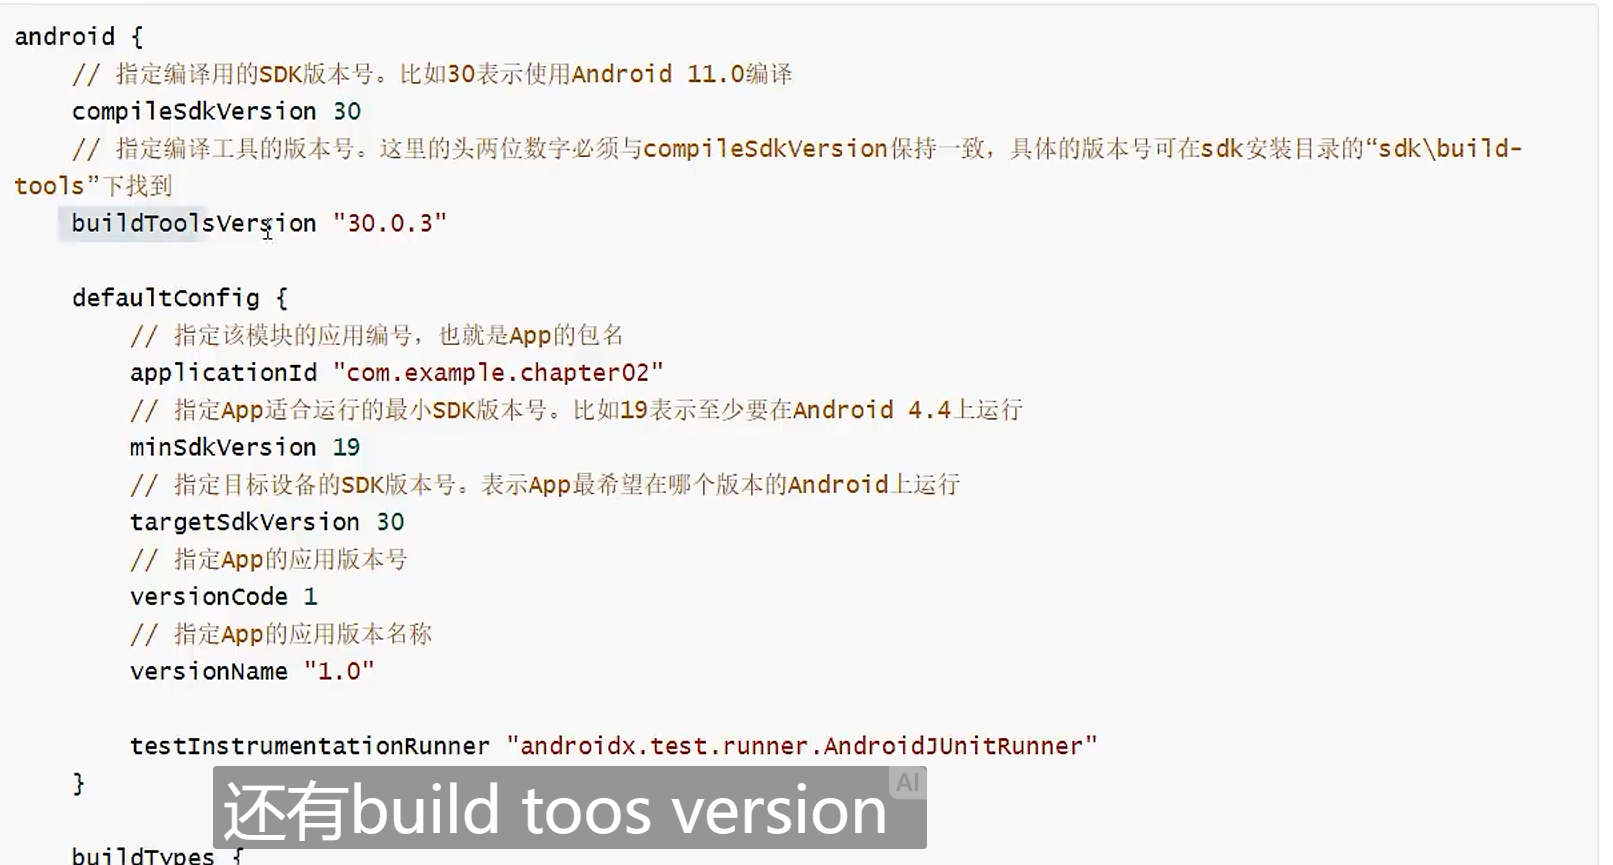 android {
// 指定编译用的SDK版本号。比如30表示使用Android 11.0编译
compileSdkVersion 30
// 指定编译工具的版本号。这里的头两位数字必须与compileSdkVersion保持一致，具体的版本号可在sdk安装目录的“sdk\build-
tools”下找到
buildToolsVersion "30.0.3"
defaultConfig {
// 指定该模块的应用编号，也就是App的包名
applicationId "com.example.chapter02"
// 指定App适合运行的最小SDK版本号。比如19表示至少要在Android 4.4上运行
minSdkVersion 19
// 指定目标设备的SDK版本号。表示App最希望在哪个版本的Android上运行
targetSdkVersion 30
// 指定App的应用版本号
versionCode 1
// 指定App的应用版本名称
versionName "1.0"
testInstrumentationRunner "androidx.test.runner.AndroidJUnitRunner"
}
AI
还有build toos version
buildTypes {